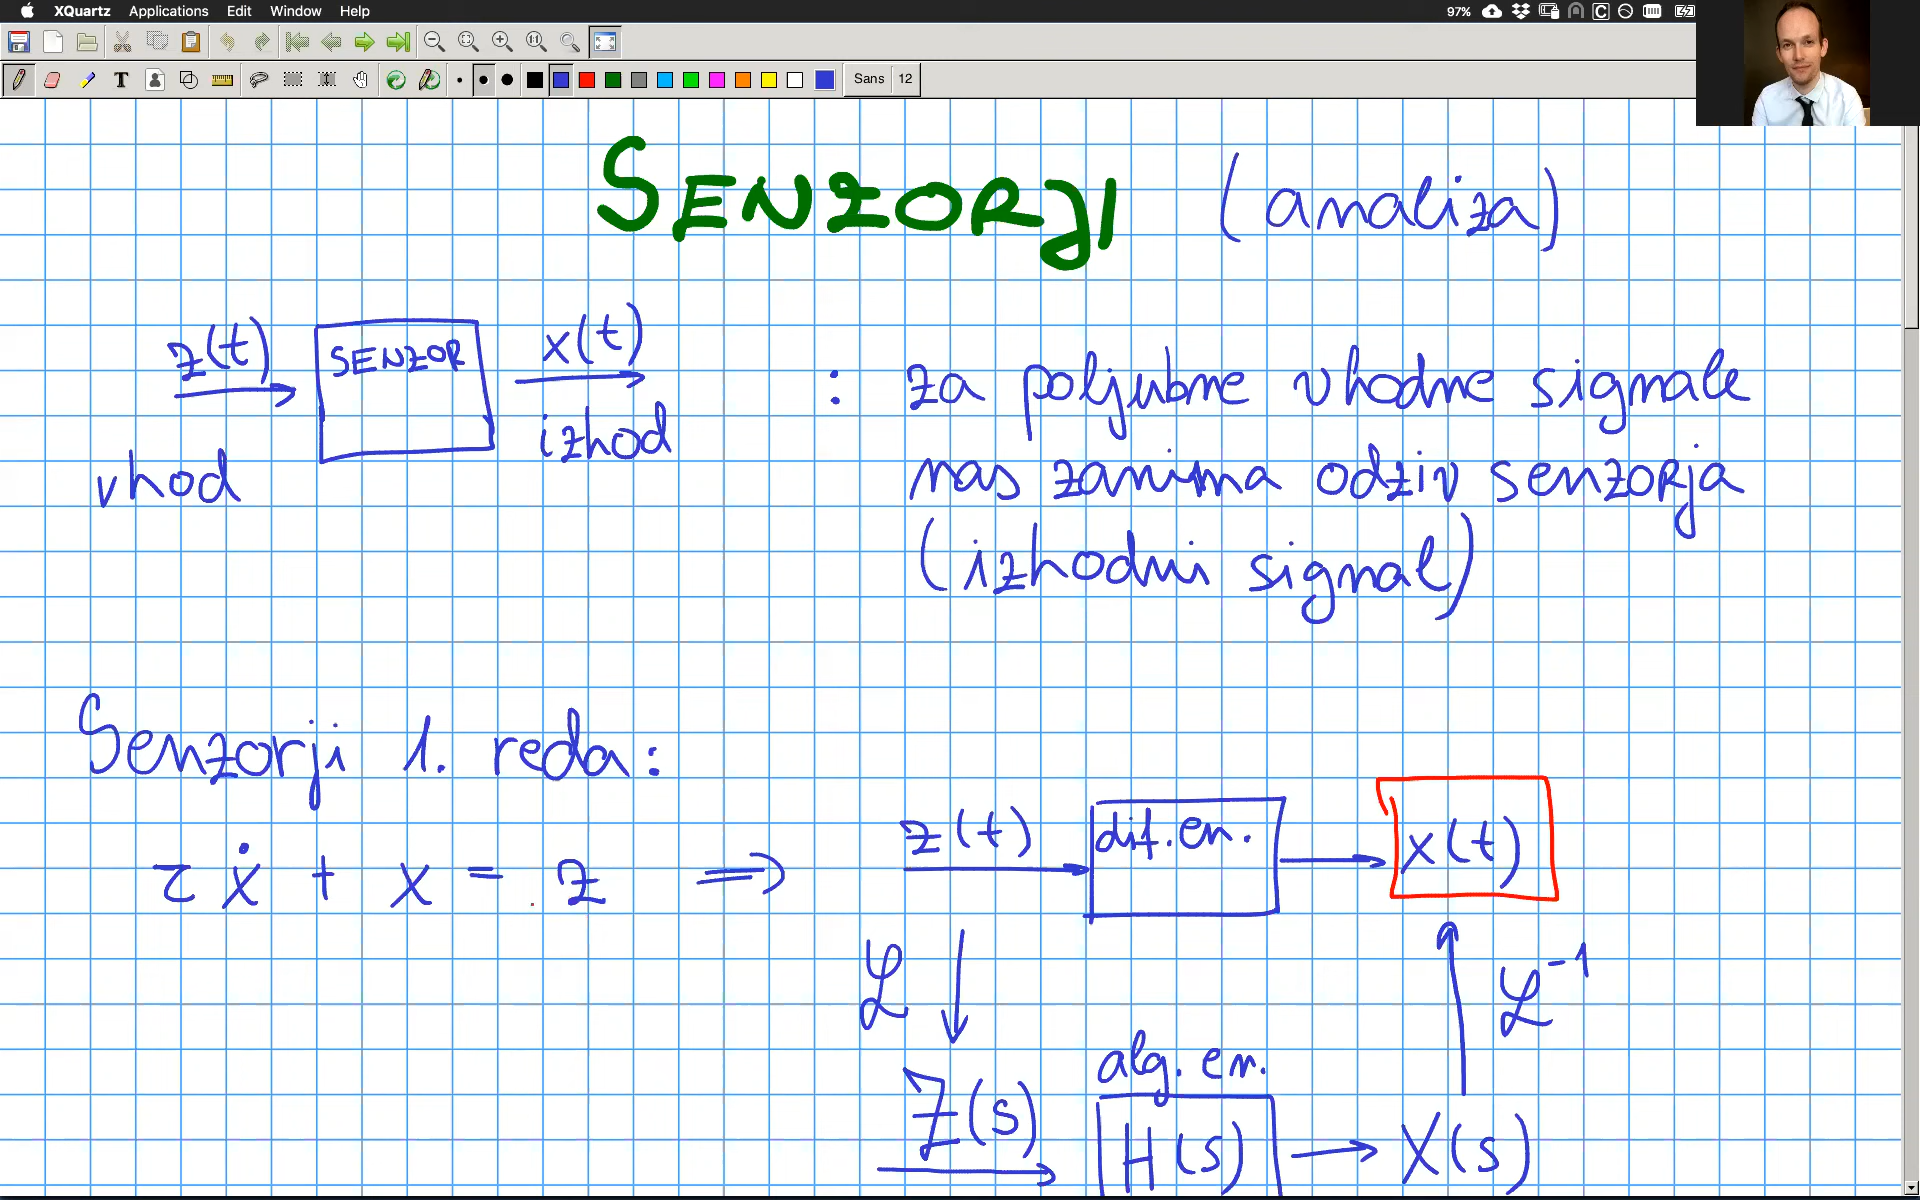 XQuartz Applications Edit Window Help
97%
Sans 12
SENZORJI (analiza)
z(t) SENZOR x(t)
vhod izhod
: za poljubne vhodne signale
nas zanima odziv senzorja
(izhodni signal)
Senzorji 1. reda:
τẋ + x = z ⟹ z(t) dif. en. → x(t)
ℒ ↓ ↑ ℒ⁻¹
alg. en.
Z(s) H(s) → X(s)